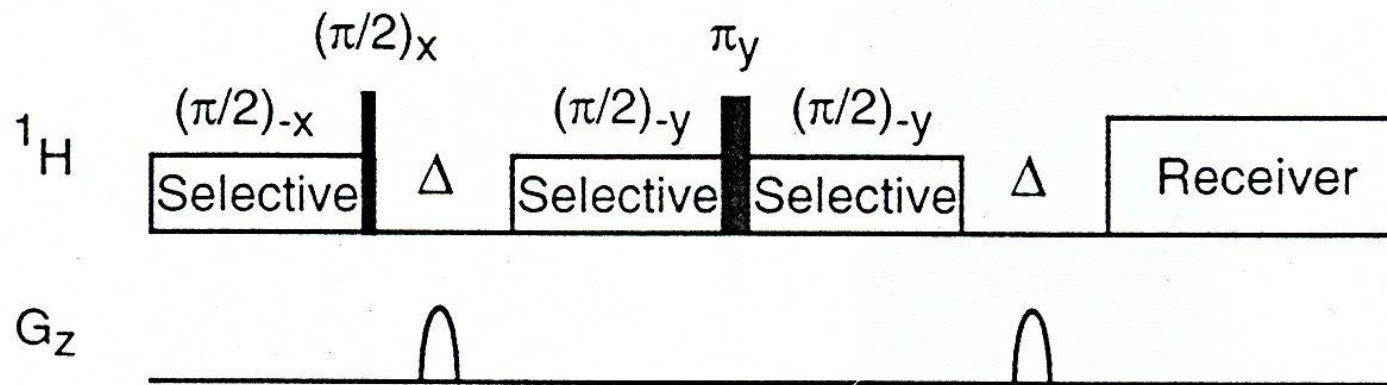 (π/2)x πy
(π/2)-x (π/2)-y (π/2)-y
¹H Selective Δ Selective Selective Δ Receiver
Gz